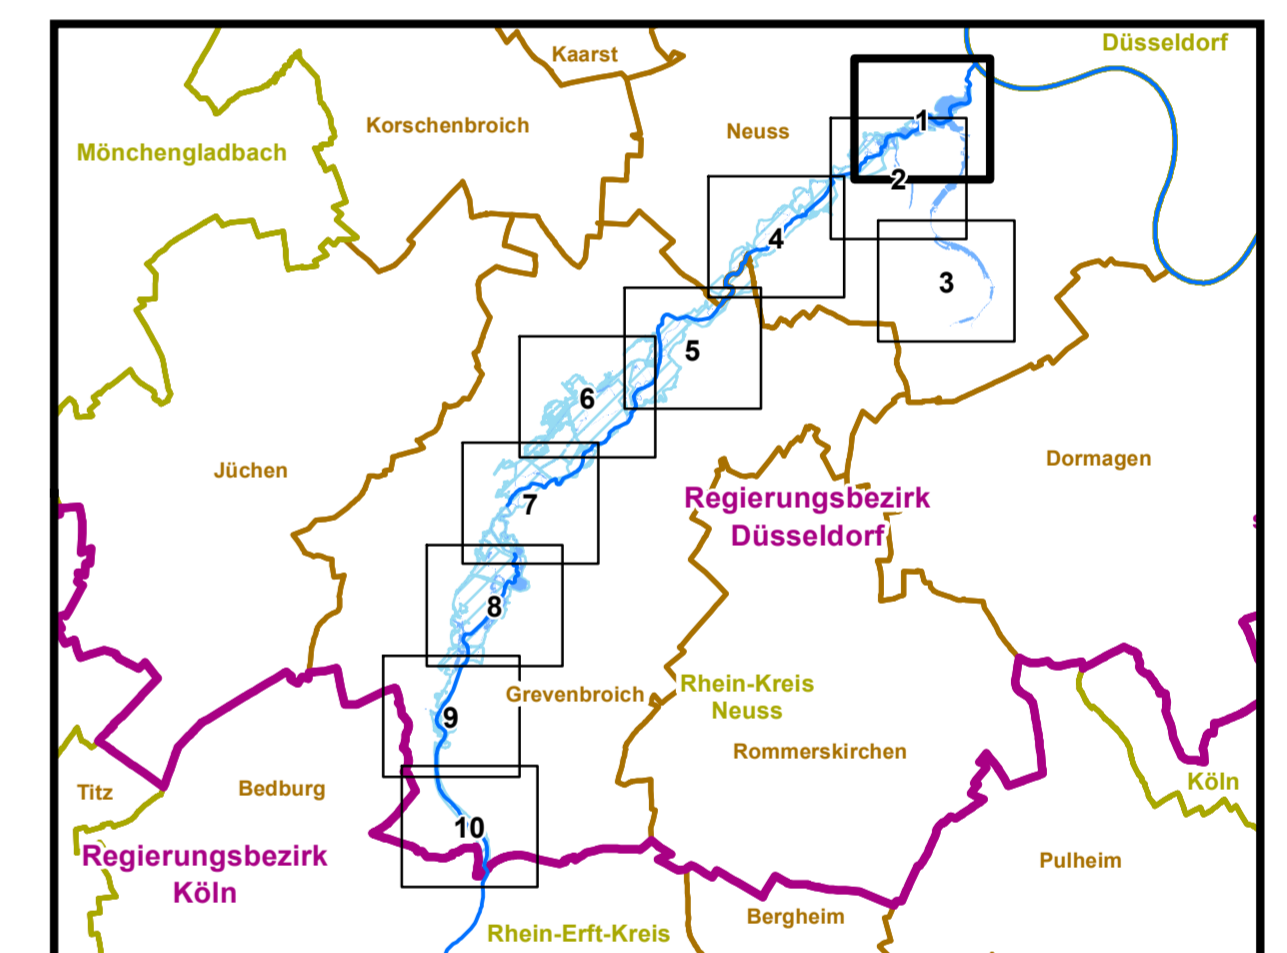 Düsseldorf
Kaarst
Korschenbroich
Neuss
Mönchengladbach
1
2
4
3
5
6
Jüchen
Dormagen
7
Regierungsbezirk
Düsseldorf
8
Grevenbroich
Rhein-Kreis
Neuss
9
Rommerskirchen
Titz
Bedburg
Köln
10
Regierungsbezirk
Köln
Pulheim
Bergheim
Rhein-Erft-Kreis